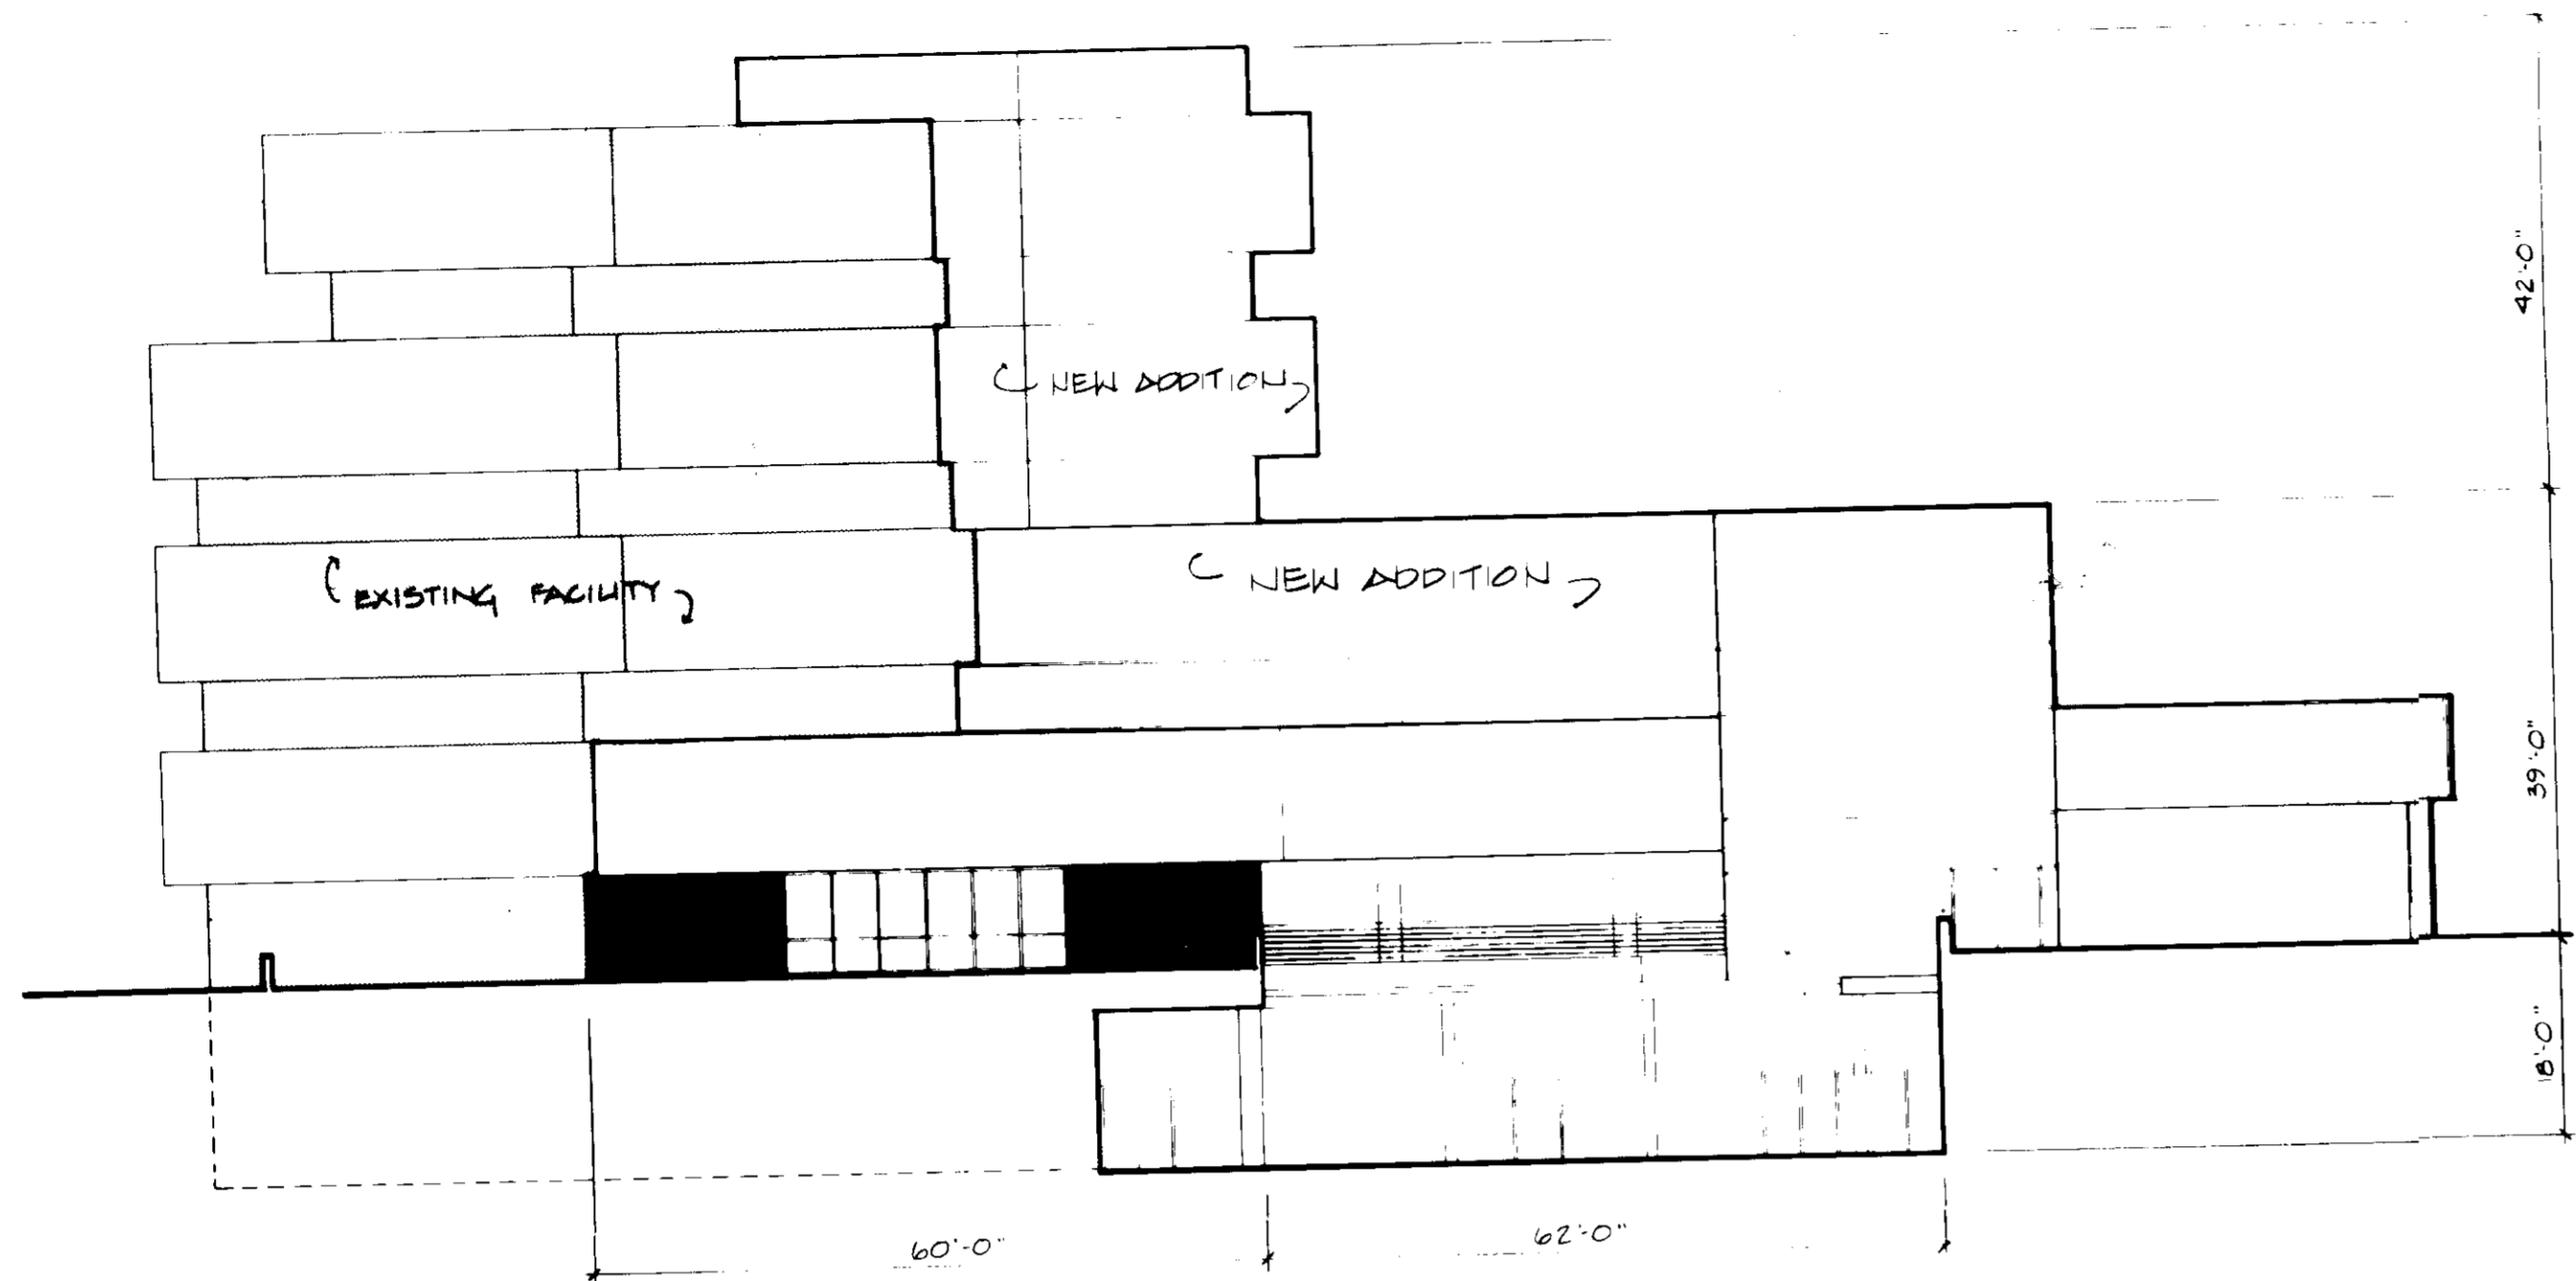 42'-0"
NEW ADDITION
EXISTING FACILITY
NEW ADDITION
39'-0"
18'-0"
60'-0"
62'-0"